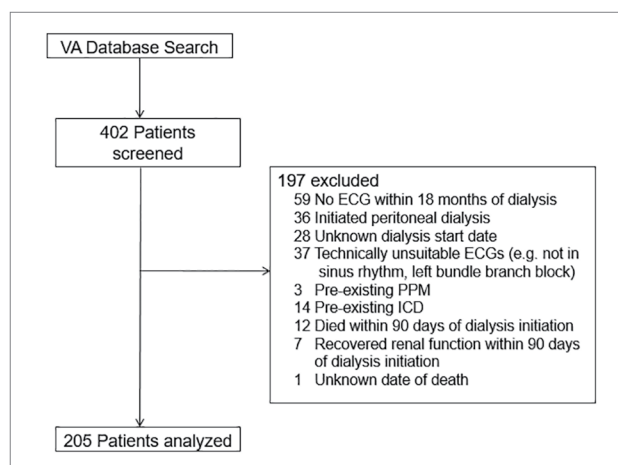 VA Database Search
402 Patients
screened
197 excluded
59 No ECG within 18 months of dialysis
36 Initiated peritoneal dialysis
28 Unknown dialysis start date
37 Technically unsuitable ECGs (e.g. not in
sinus rhythm, left bundle branch block)
3 Pre-existing PPM
14 Pre-existing ICD
12 Died within 90 days of dialysis initiation
7 Recovered renal function within 90 days
of dialysis initiation
1 Unknown date of death
205 Patients analyzed